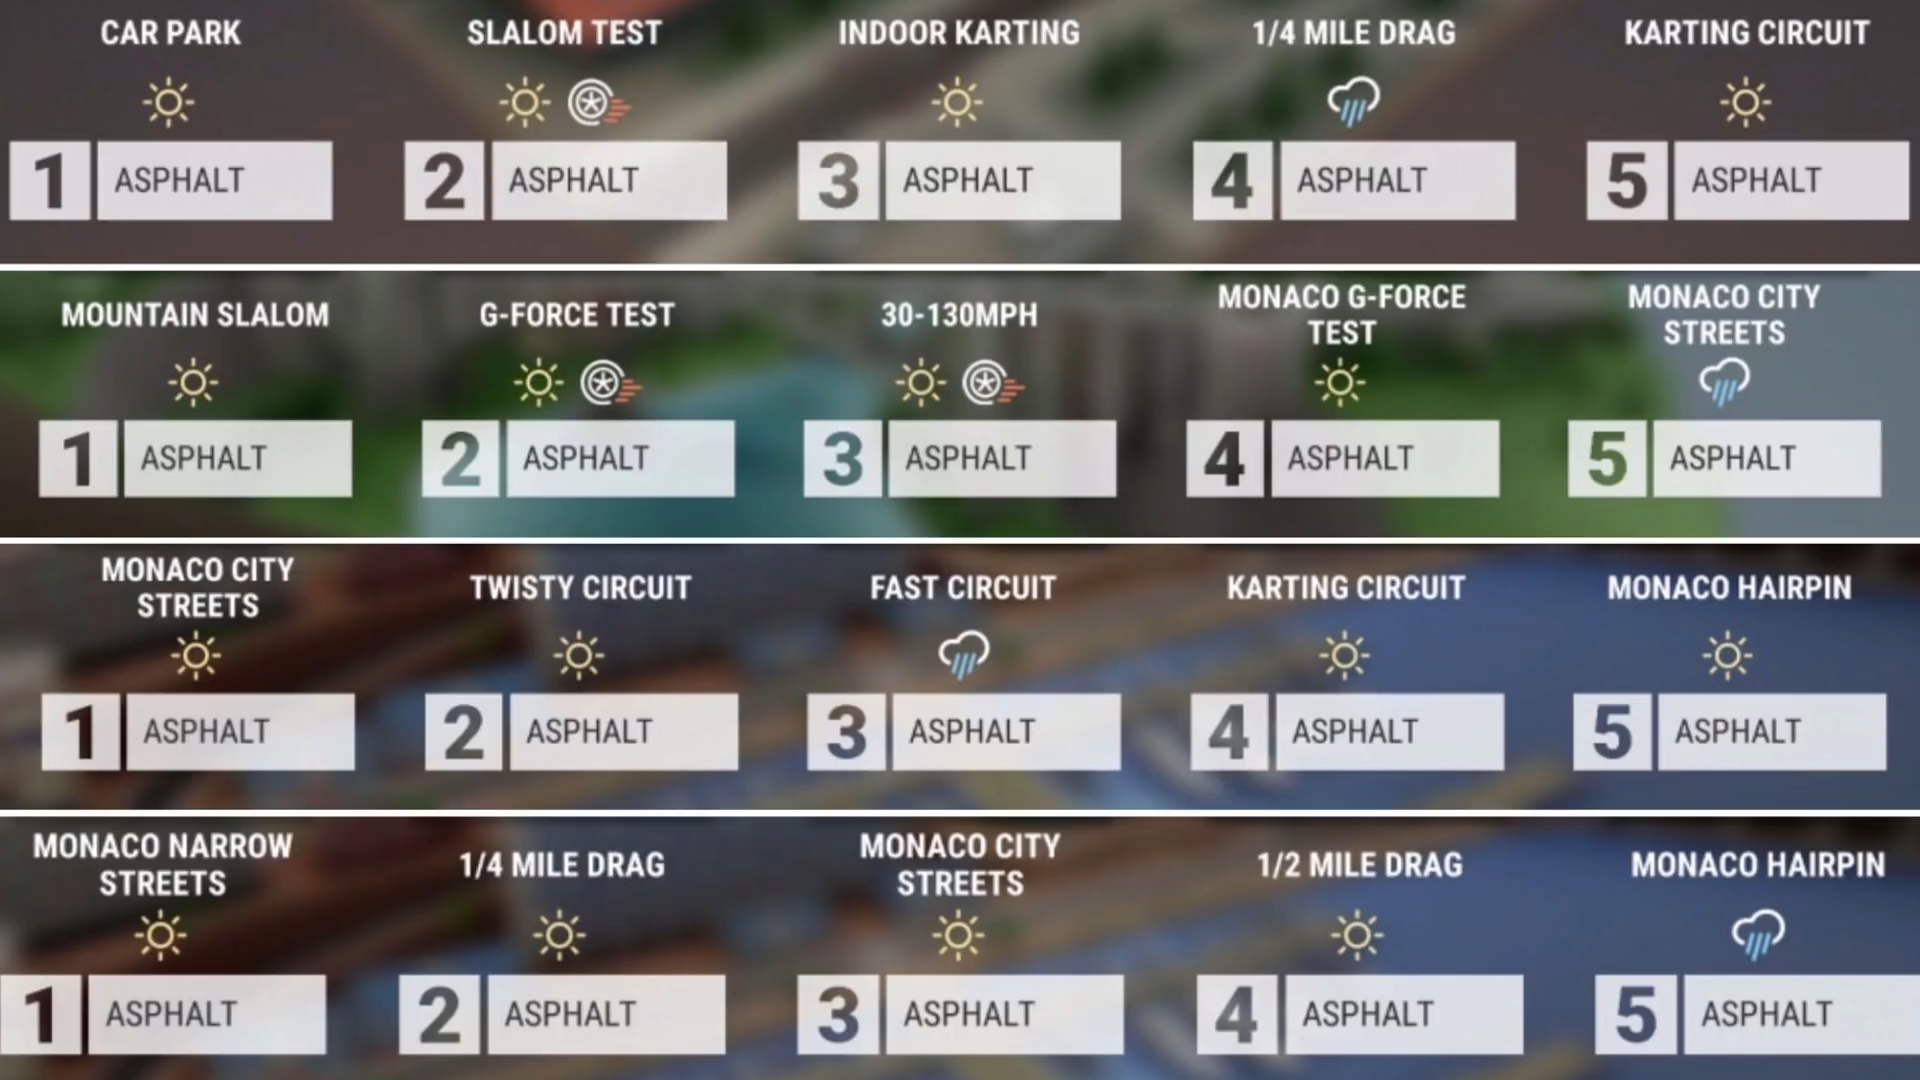 CAR PARK
SLALOM TEST
INDOOR KARTING
1/4 MILE DRAG
KARTING CIRCUIT
1 ASPHALT
2 ASPHALT
3 ASPHALT
4 ASPHALT
5 ASPHALT
MOUNTAIN SLALOM
G-FORCE TEST
30-130MPH
MONACO G-FORCE
TEST
MONACO CITY
STREETS
1 ASPHALT
2 ASPHALT
3 ASPHALT
4 ASPHALT
5 ASPHALT
MONACO CITY
STREETS
TWISTY CIRCUIT
FAST CIRCUIT
KARTING CIRCUIT
MONACO HAIRPIN
1 ASPHALT
2 ASPHALT
3 ASPHALT
4 ASPHALT
5 ASPHALT
MONACO NARROW
STREETS
1/4 MILE DRAG
MONACO CITY
STREETS
1/2 MILE DRAG
MONACO HAIRPIN
1 ASPHALT
2 ASPHALT
3 ASPHALT
4 ASPHALT
5 ASPHALT